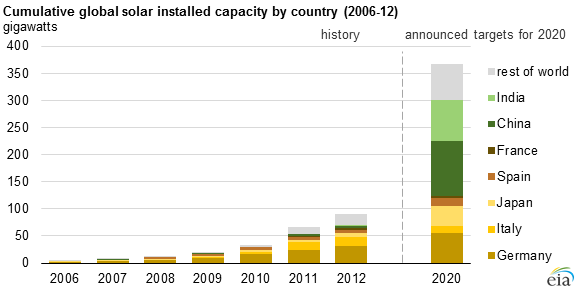 Cumulative global solar installed capacity by country (2006-12)
gigawatts
history
announced targets for 2020
400
350
300
250
200
150
100
50
0
2006 2007 2008 2009 2010 2011 2012 2020
rest of world
India
China
France
Spain
Japan
Italy
Germany
eia